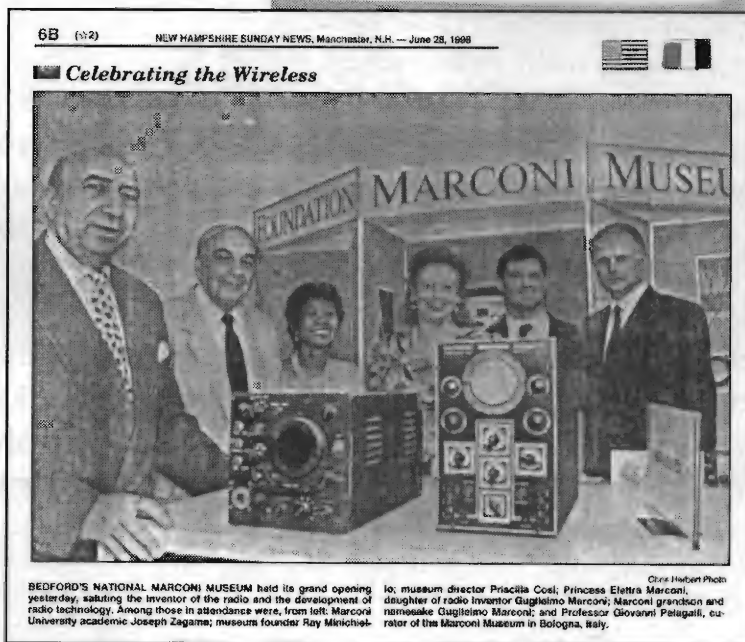 6B (☆2) NEW HAMPSHIRE SUNDAY NEWS, Manchester, N.H. — June 28, 1998
Celebrating the Wireless
FOUNDATION MARCONI MUSEU
Chris Herbert Photo
BEDFORD'S NATIONAL MARCONI MUSEUM held its grand opening
yesterday, saluting the inventor of the radio and the development of
radio technology. Among those in attendance were, from left: Marconi
University academic Joseph Zagame; museum founder Ray Minichiel-
lo; museum director Priscilla Cosi; Princess Elettra Marconi,
daughter of radio inventor Guglielmo Marconi; Marconi grandson and
namesake Guglielmo Marconi; and Professor Giovanni Pelagalli, cu-
rator of the Marconi Museum in Bologna, Italy.